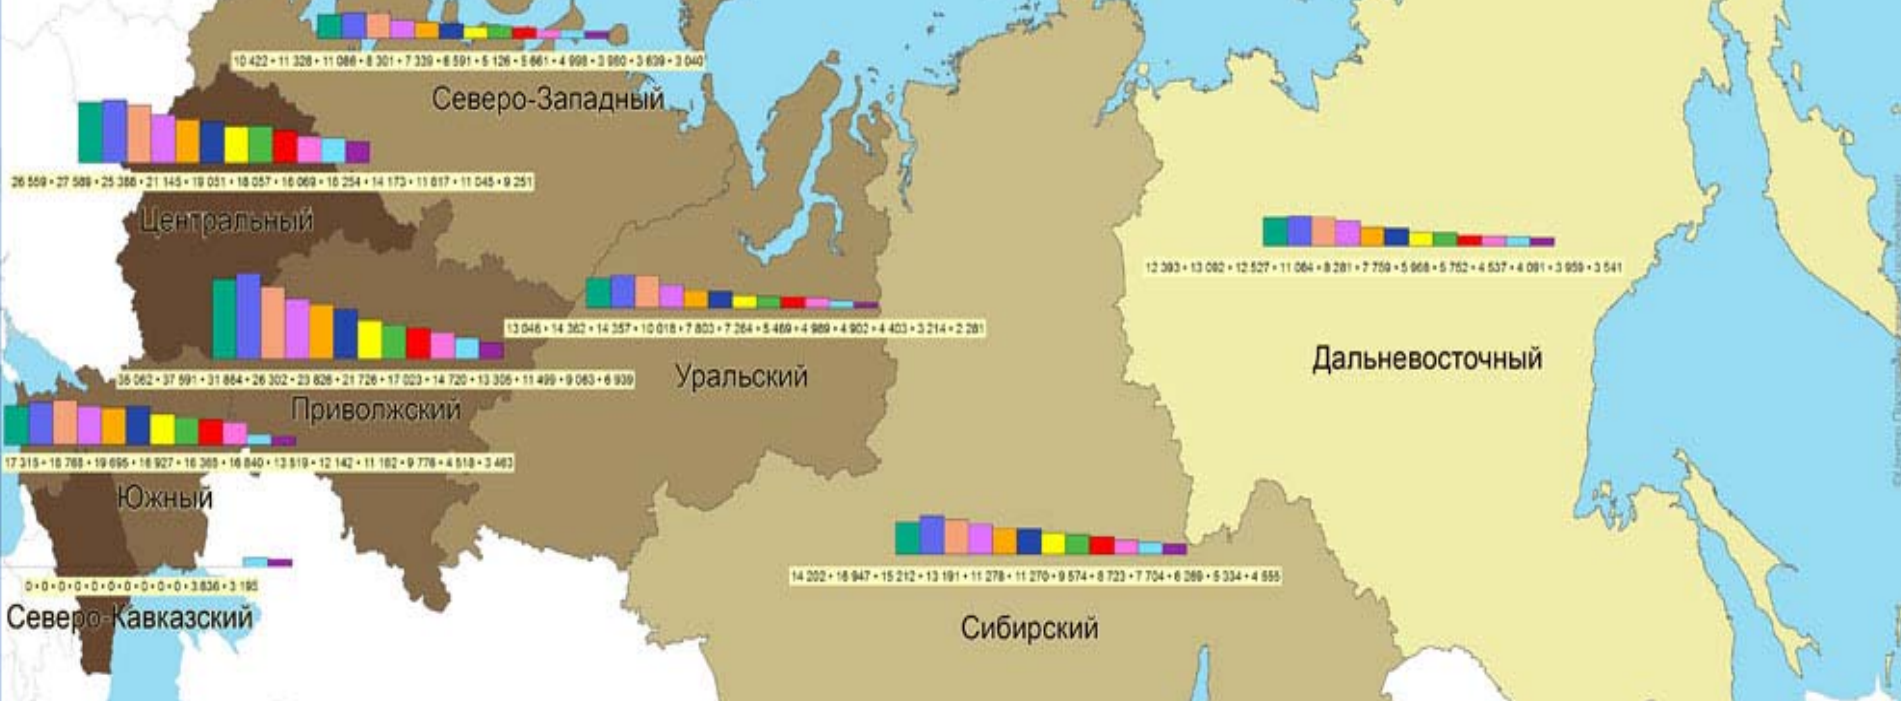 10 422 • 11 328 • 11 086 • 8 301 • 7 339 • 6 591 • 5 126 • 5 661 • 4 998 • 3 980 • 3 639 • 3 040
Северо-Западный
26 559 • 27 589 • 25 386 • 21 145 • 19 051 • 18 057 • 16 069 • 16 254 • 14 173 • 11 617 • 11 045 • 9 251
Центральный
12 393 • 13 092 • 12 527 • 11 084 • 8 281 • 7 759 • 5 968 • 5 752 • 4 537 • 4 091 • 3 959 • 3 541
13 046 • 14 362 • 14 357 • 10 018 • 7 803 • 7 264 • 5 469 • 4 989 • 4 902 • 4 403 • 3 214 • 2 281
Дальневосточный
35 062 • 37 591 • 31 864 • 26 302 • 23 826 • 21 726 • 17 023 • 14 720 • 13 305 • 11 499 • 9 063 • 6 939
Уральский
Приволжский
17 315 • 18 768 • 19 695 • 16 927 • 16 365 • 16 840 • 13 519 • 12 142 • 11 162 • 9 776 • 4 518 • 3 463
Южный
14 202 • 16 947 • 15 212 • 13 191 • 11 278 • 11 270 • 9 574 • 8 723 • 7 704 • 6 269 • 5 334 • 4 555
0 • 0 • 0 • 0 • 0 • 0 • 0 • 0 • 0 • 0 • 3 836 • 3 195
Северо-Кавказский
Сибирский